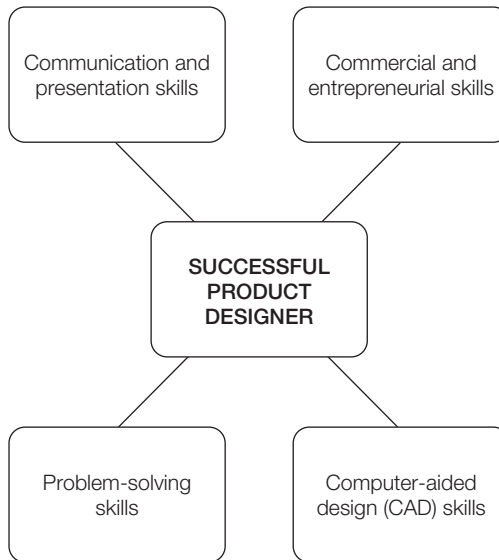 Communication and
presentation skills
Commercial and
entrepreneurial skills
SUCCESSFUL
PRODUCT
DESIGNER
Problem-solving
skills
Computer-aided
design (CAD) skills